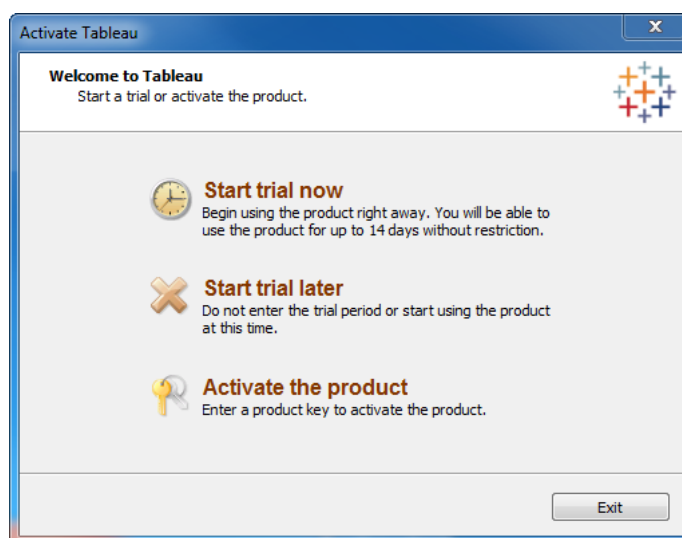 Activate Tableau
x
Welcome to Tableau
Start a trial or activate the product.
Start trial now
Begin using the product right away. You will be able to
use the product for up to 14 days without restriction.
Start trial later
Do not enter the trial period or start using the product
at this time.
Activate the product
Enter a product key to activate the product.
Exit